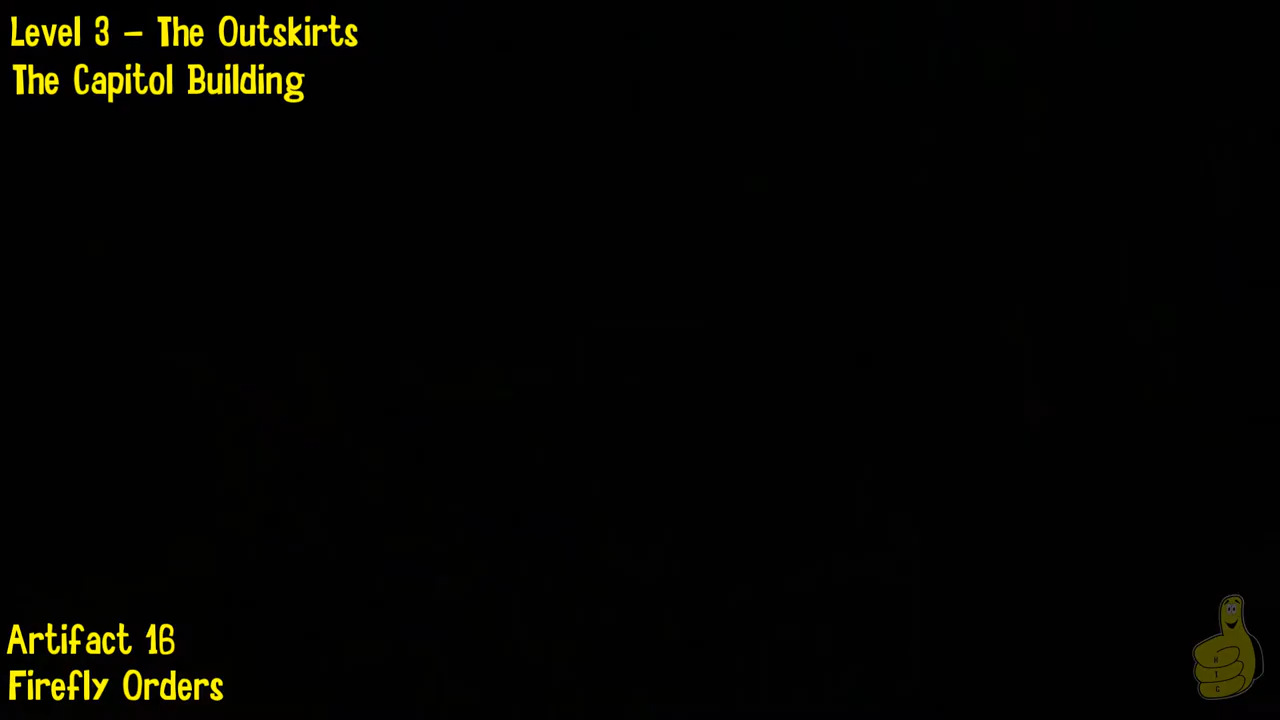 Level 3 – The Outskirts
The Capitol Building
Artifact 16
Firefly Orders
H
T
G